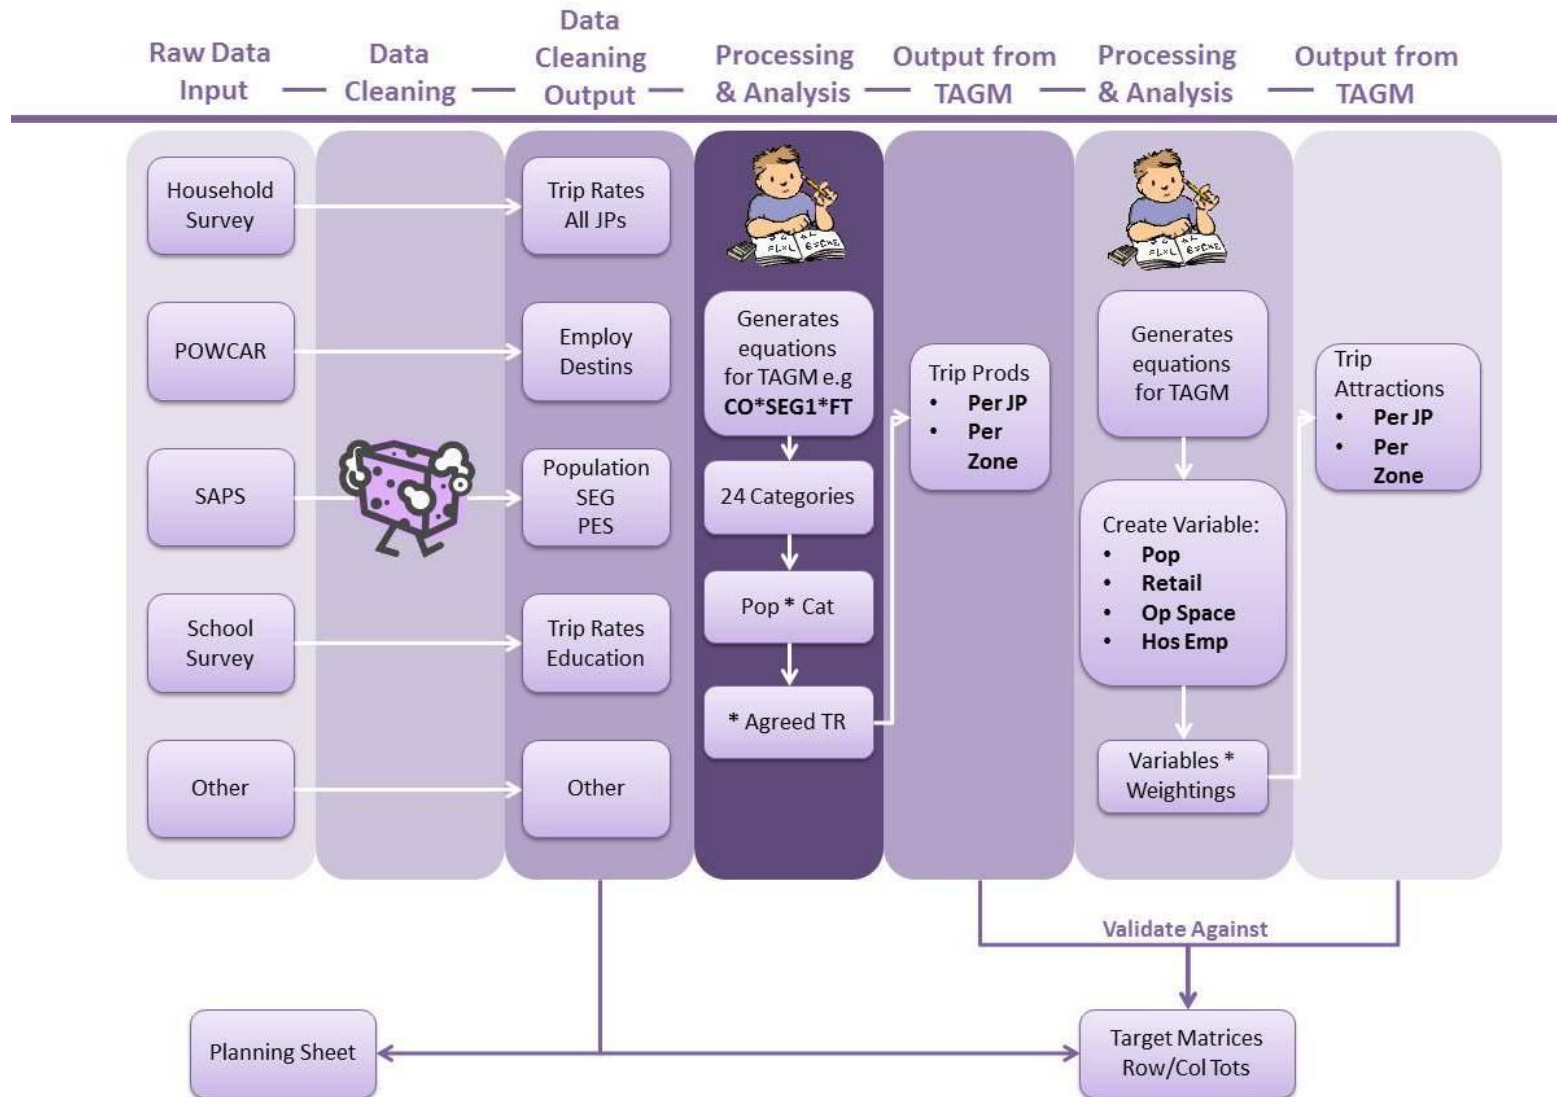 Raw Data
Input
Data
Cleaning
Data
Cleaning
Output
Processing
& Analysis
Output from
TAGM
Processing
& Analysis
Output from
TAGM
Household
Survey
POWCAR
SAPS
School
Survey
Other
Trip Rates
All JPs
Employ
Destins
Population
SEG
PES
Trip Rates
Education
Other
Generates
equations
for TAGM e.g
CO*SEG1*FT
24 Categories
Pop * Cat
* Agreed TR
Trip Prods
• Per JP
• Per
Zone
Generates
equations
for TAGM
Create Variable:
• Pop
• Retail
• Op Space
• Hos Emp
Variables *
Weightings
Trip
Attractions
• Per JP
• Per
Zone
Validate Against
Planning Sheet
Target Matrices
Row/Col Tots